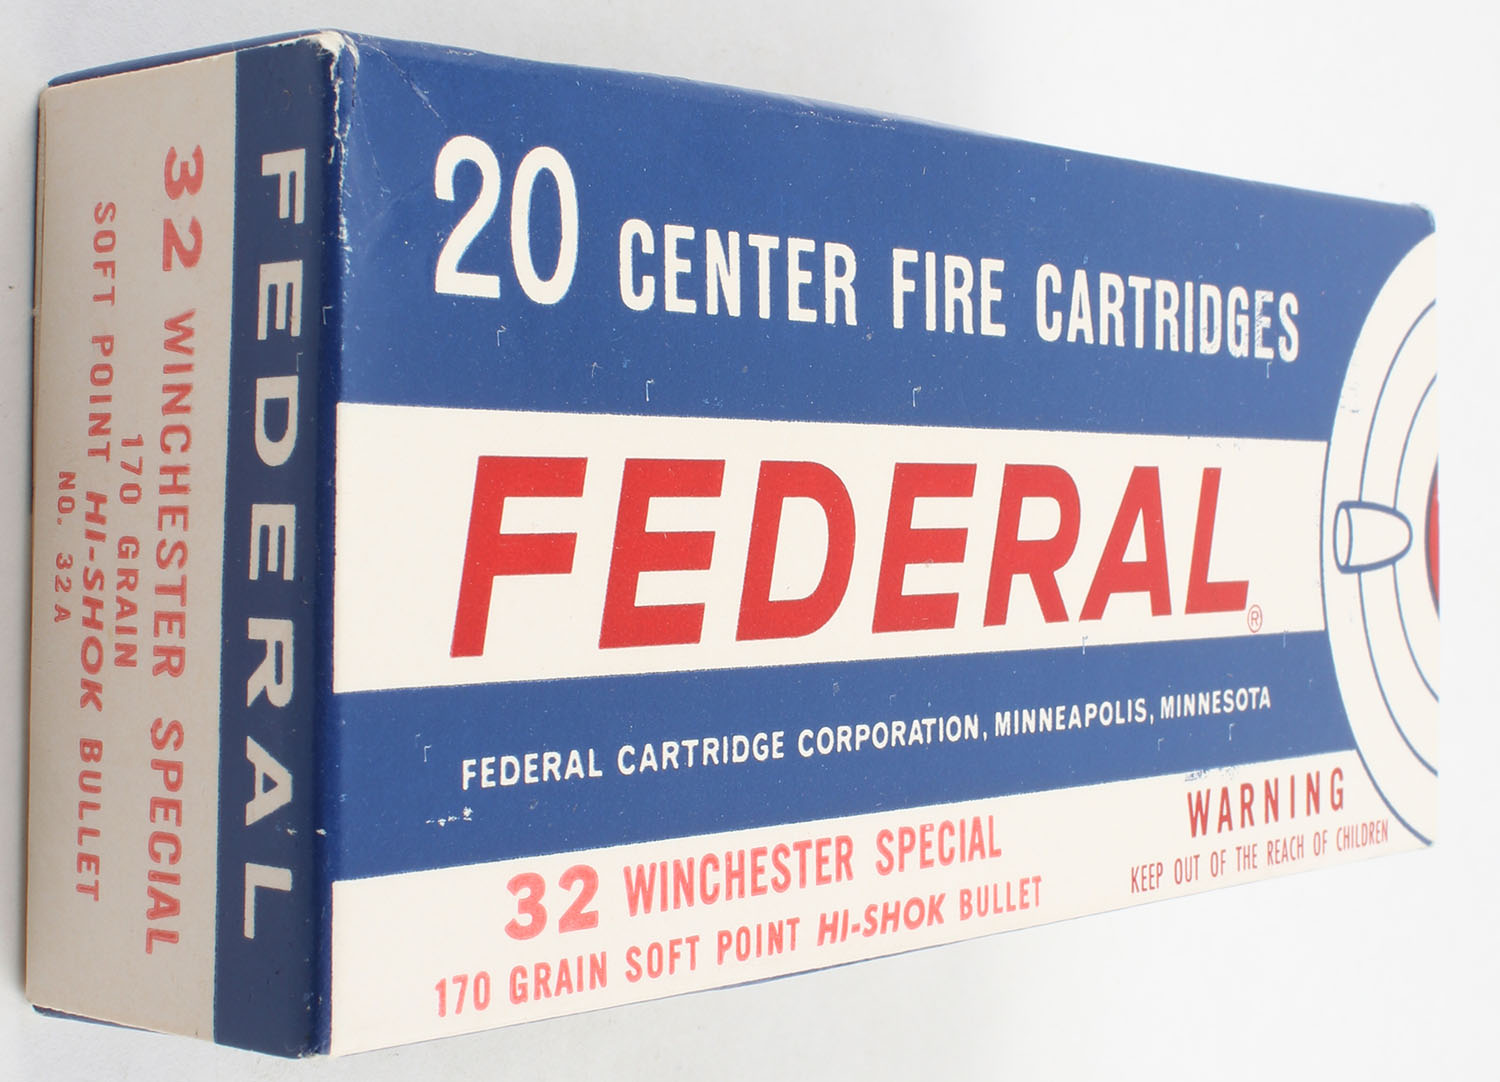 20 CENTER FIRE CARTRIDGES
FEDERAL®
FEDERAL CARTRIDGE CORPORATION, MINNEAPOLIS, MINNESOTA
32 WINCHESTER SPECIAL
170 GRAIN SOFT POINT HI-SHOK BULLET
WARNING
KEEP OUT OF THE REACH OF CHILDREN
FEDERAL
32 WINCHESTER SPECIAL
170 GRAIN
SOFT POINT HI-SHOK BULLET
NO. 32A